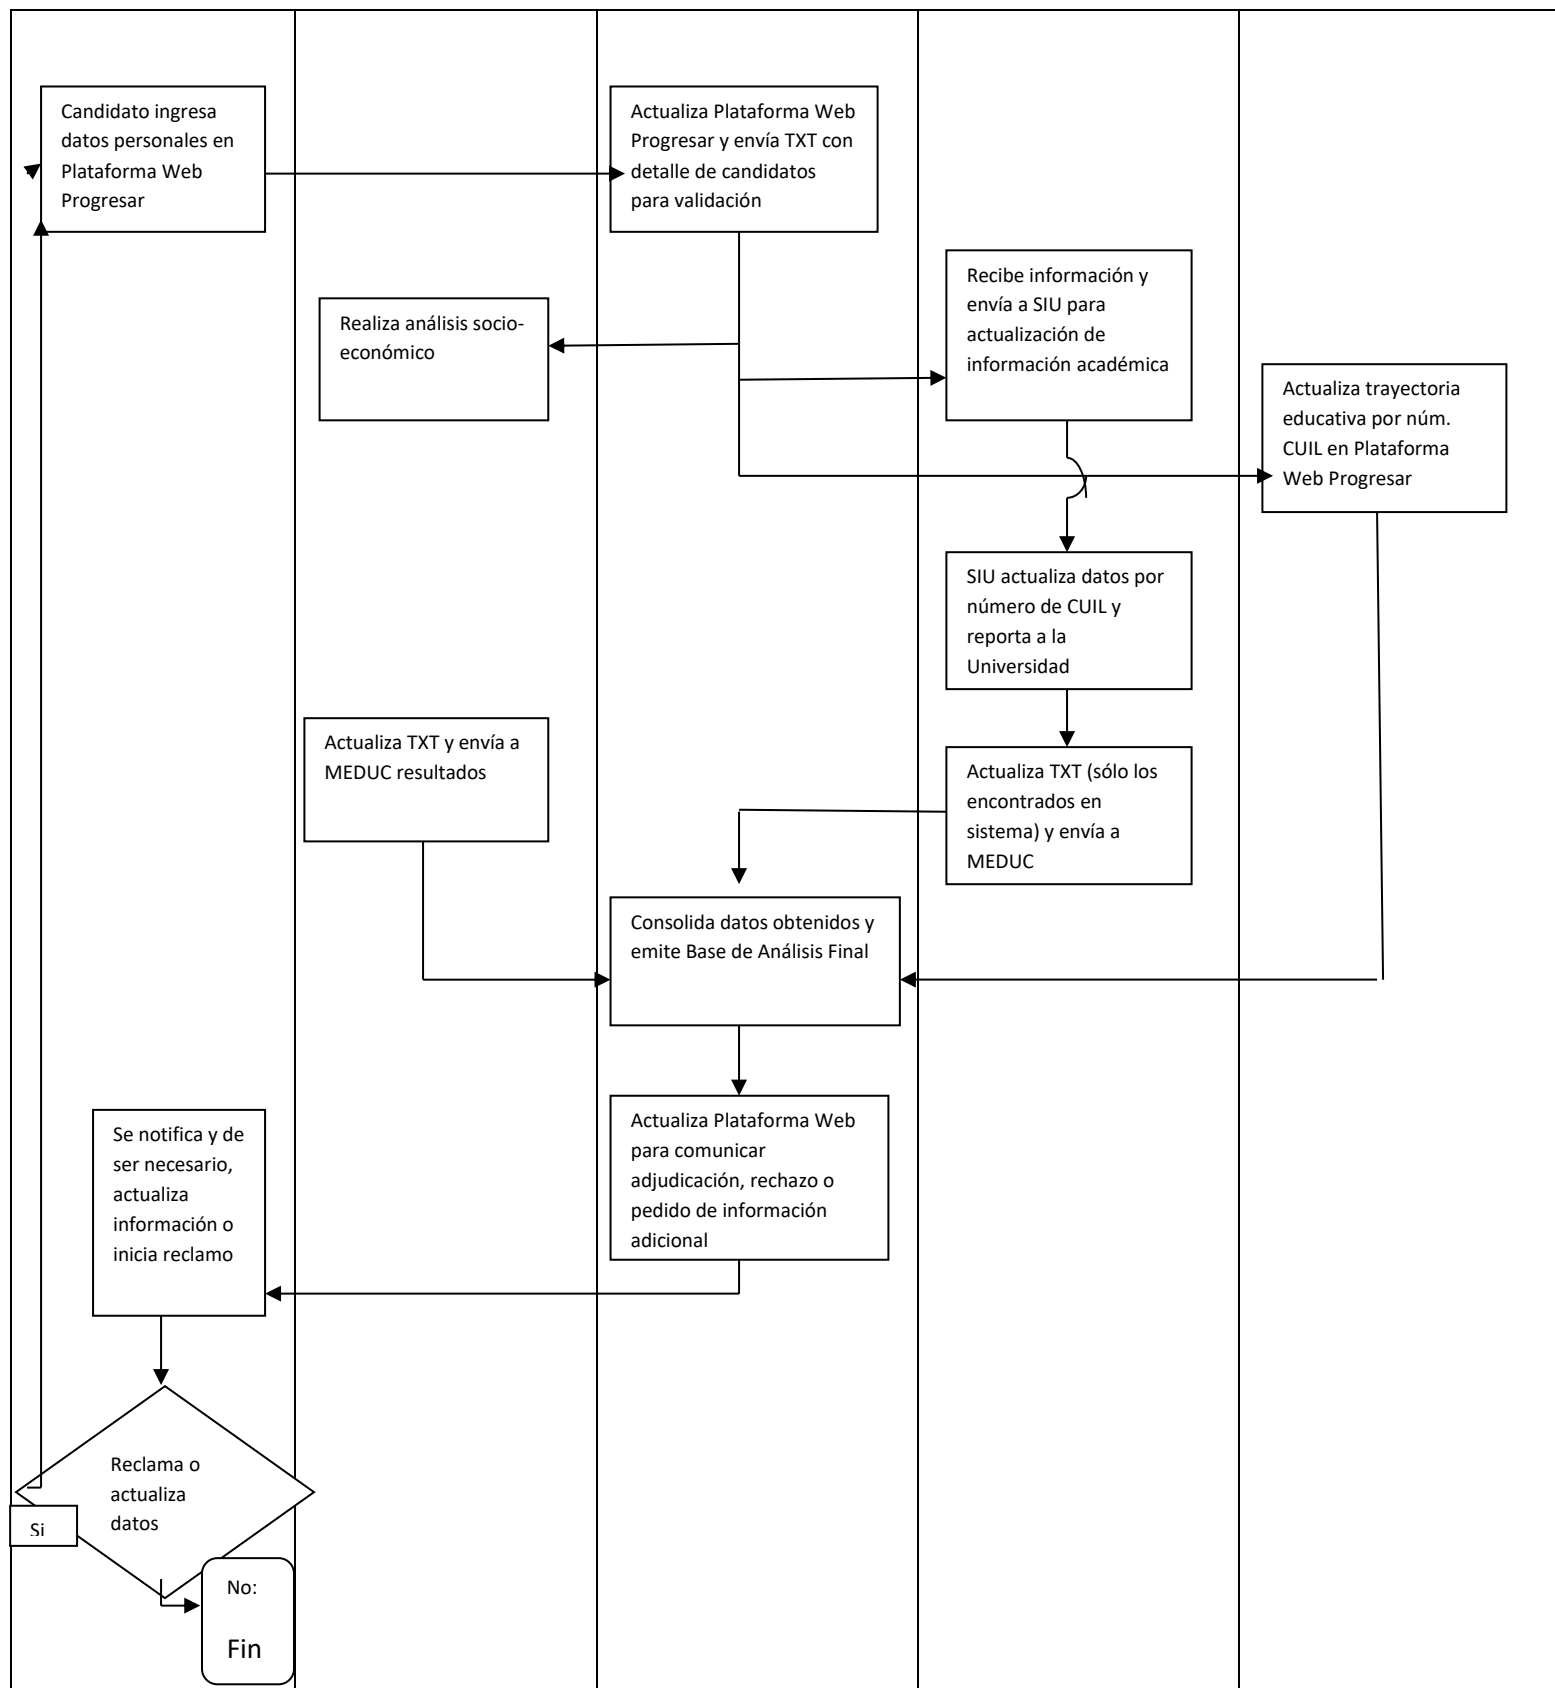 Candidato ingresa
datos personales en
Plataforma Web
Progresar
Actualiza Plataforma Web
Progresar y envía TXT con
detalle de candidatos
para validación
Recibe información y
envía a SIU para
actualización de
información académica
Realiza análisis socio-
económico
Actualiza trayectoria
educativa por núm.
CUIL en Plataforma
Web Progresar
SIU actualiza datos por
número de CUIL y
reporta a la
Universidad
Actualiza TXT y envía a
MEDUC resultados
Actualiza TXT (sólo los
encontrados en
sistema) y envía a
MEDUC
Consolida datos obtenidos y
emite Base de Análisis Final
Actualiza Plataforma Web
para comunicar
adjudicación, rechazo o
pedido de información
adicional
Se notifica y de
ser necesario,
actualiza
información o
inicia reclamo
Reclama o
actualiza
datos
Si
No:
Fin